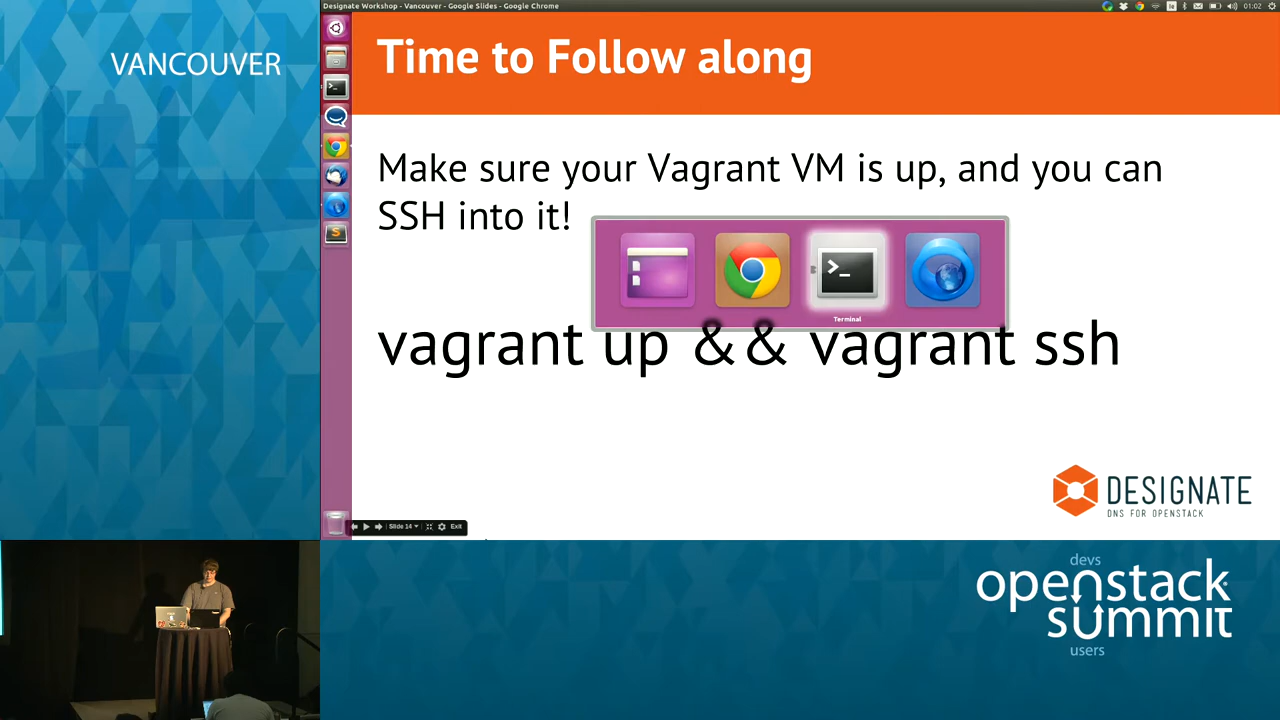 Designate Workshop - Vancouver - Google Slides - Google Chrome
01:02
VANCOUVER
Time to Follow along
Make sure your Vagrant VM is up, and you can
SSH into it!
Terminal
vagrant up && vagrant ssh
DESIGNATE
DNS FOR OPENSTACK
Slide 14
Exit
devs
openstack
summit
users